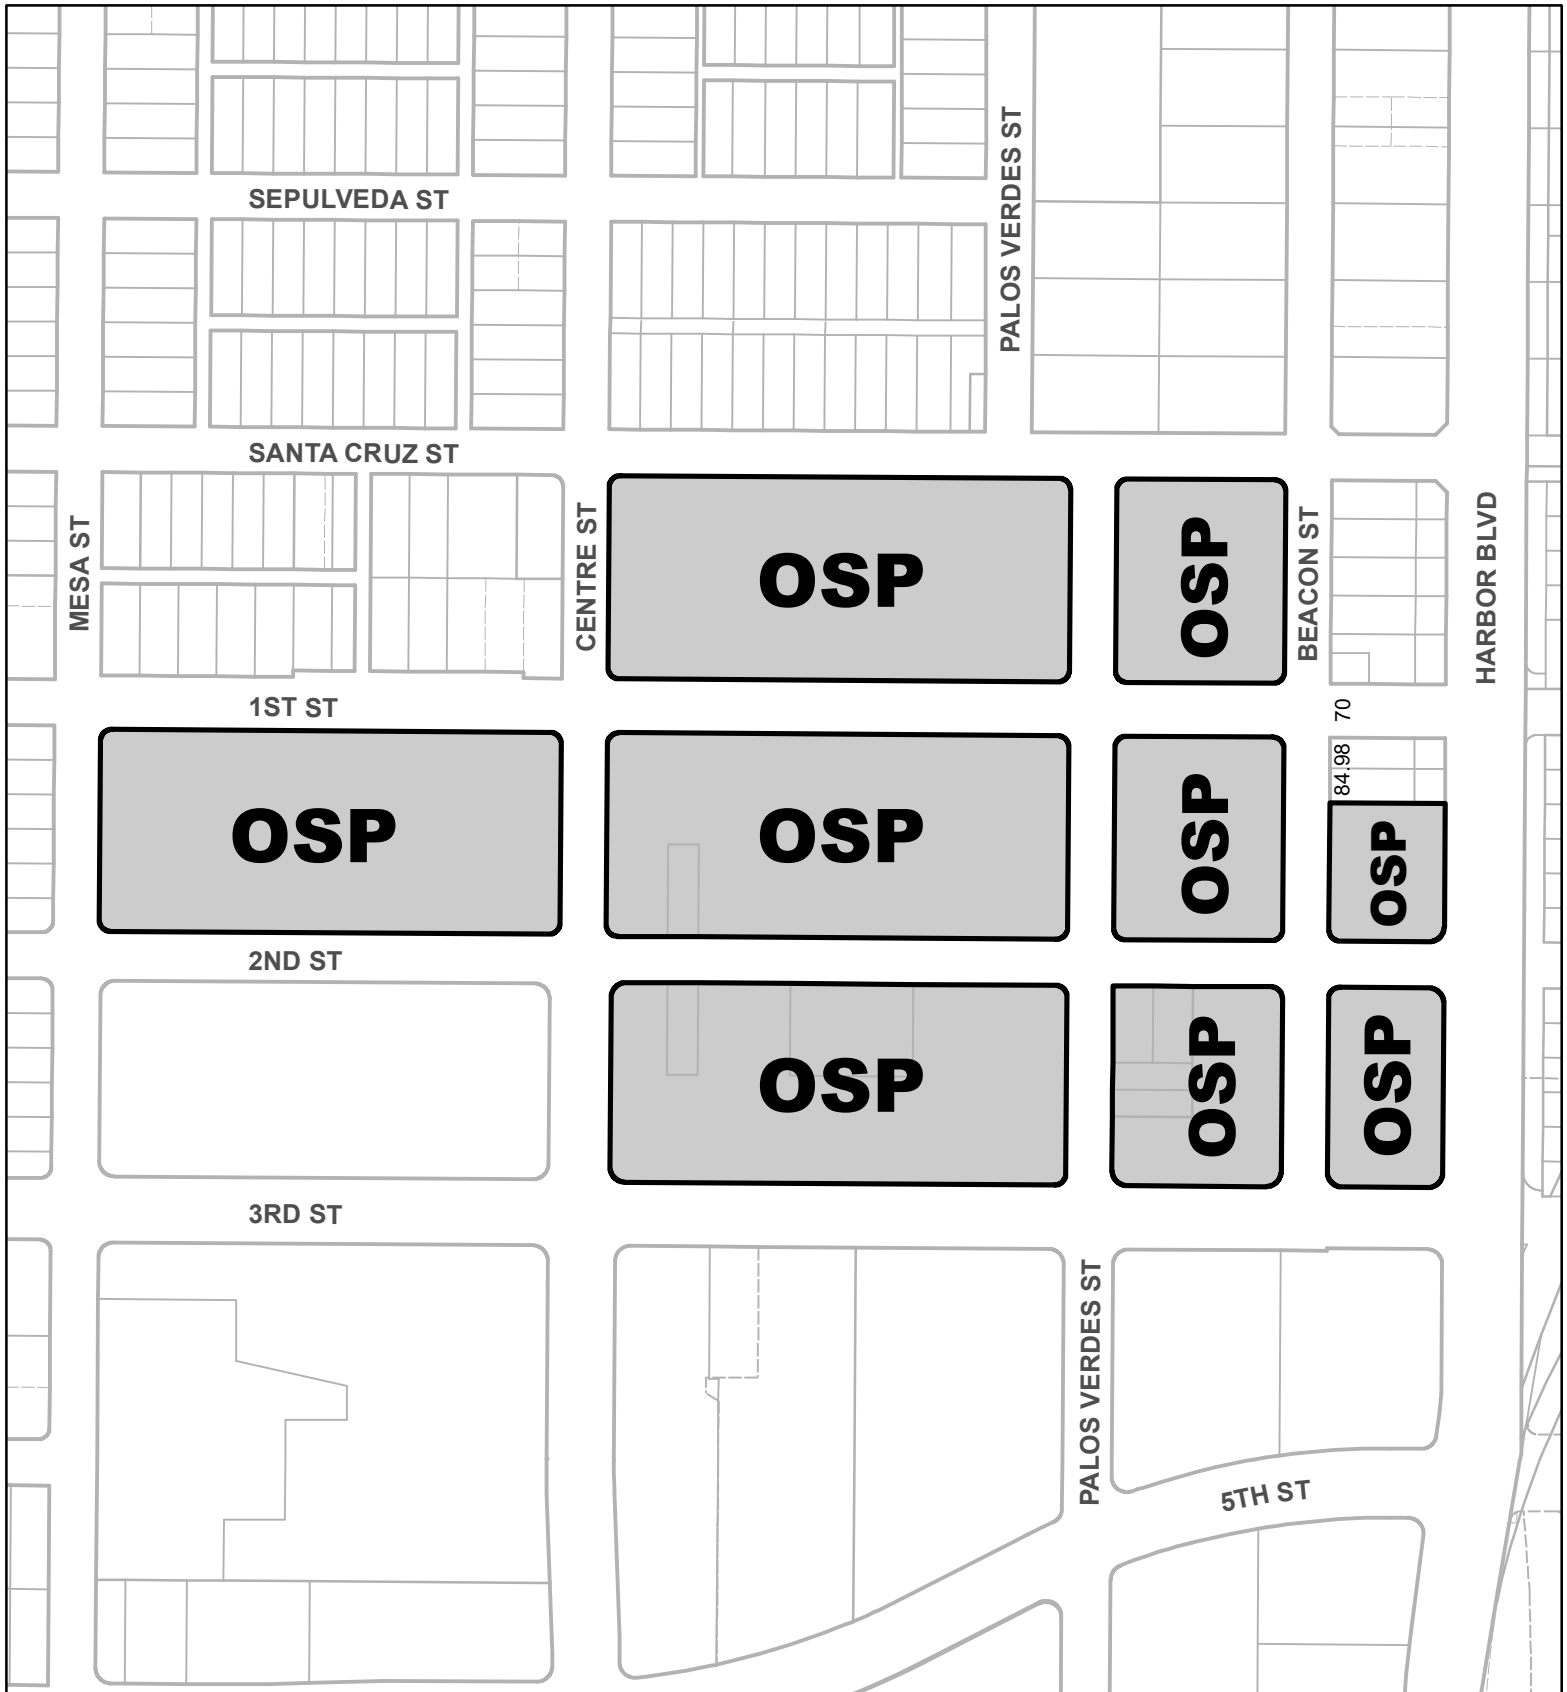 PALOS VERDES ST
SEPULVEDA ST
SANTA CRUZ ST
MESA ST
CENTRE ST
OSP
OSP
BEACON ST
HARBOR BLVD
1ST ST
70
84.98
OSP
OSP
OSP
OSP
2ND ST
OSP
OSP
OSP
3RD ST
PALOS VERDES ST
5TH ST